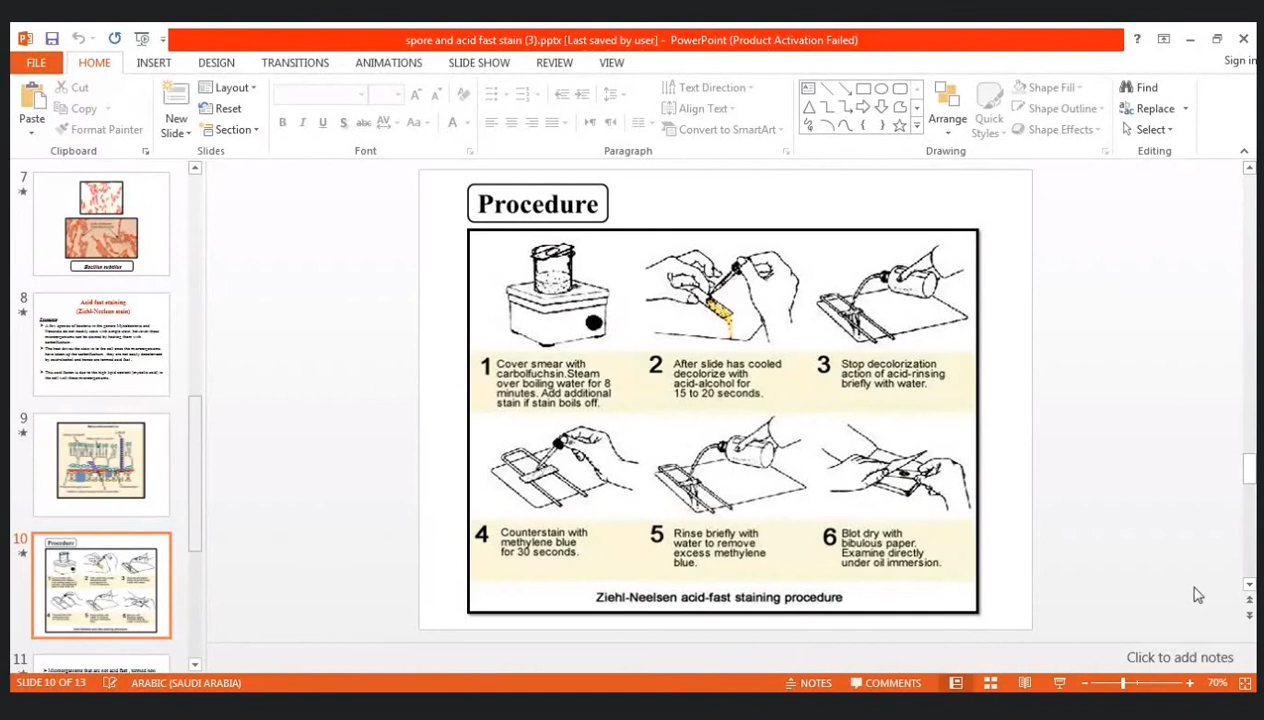 spore and acid fast stain (3).pptx [Last saved by user] - PowerPoint (Product Activation Failed)
?
FILE HOME INSERT DESIGN TRANSITIONS ANIMATIONS SLIDE SHOW REVIEW VIEW Sign in
Cut
Copy
Format Painter
Paste
Clipboard
New
Slide
Layout
Reset
Section
Slides
B I U S abc AV Aa A
Font
Text Direction
Align Text
Convert to SmartArt
Paragraph
Arrange
Quick
Styles
Shape Fill
Shape Outline
Shape Effects
Drawing
Find
Replace
Select
Editing
7
Bacillus subtilis
8
Acid fast staining
(Ziehl-Neelsen stain)
9
10
11
Procedure
1 Cover smear with
carbolfuchsin.Steam
over boiling water for 8
minutes. Add additional
stain if stain boils off.
2 After slide has cooled
decolorize with
acid-alcohol for
15 to 20 seconds.
3 Stop decolorization
action of acid-rinsing
briefly with water.
4 Counterstain with
methylene blue
for 30 seconds.
5 Rinse briefly with
water to remove
excess methylene
blue.
6 Blot dry with
bibulous paper.
Examine directly
under oil immersion.
Ziehl-Neelsen acid-fast staining procedure
Click to add notes
SLIDE 10 OF 13 ARABIC (SAUDI ARABIA) NOTES COMMENTS 70%